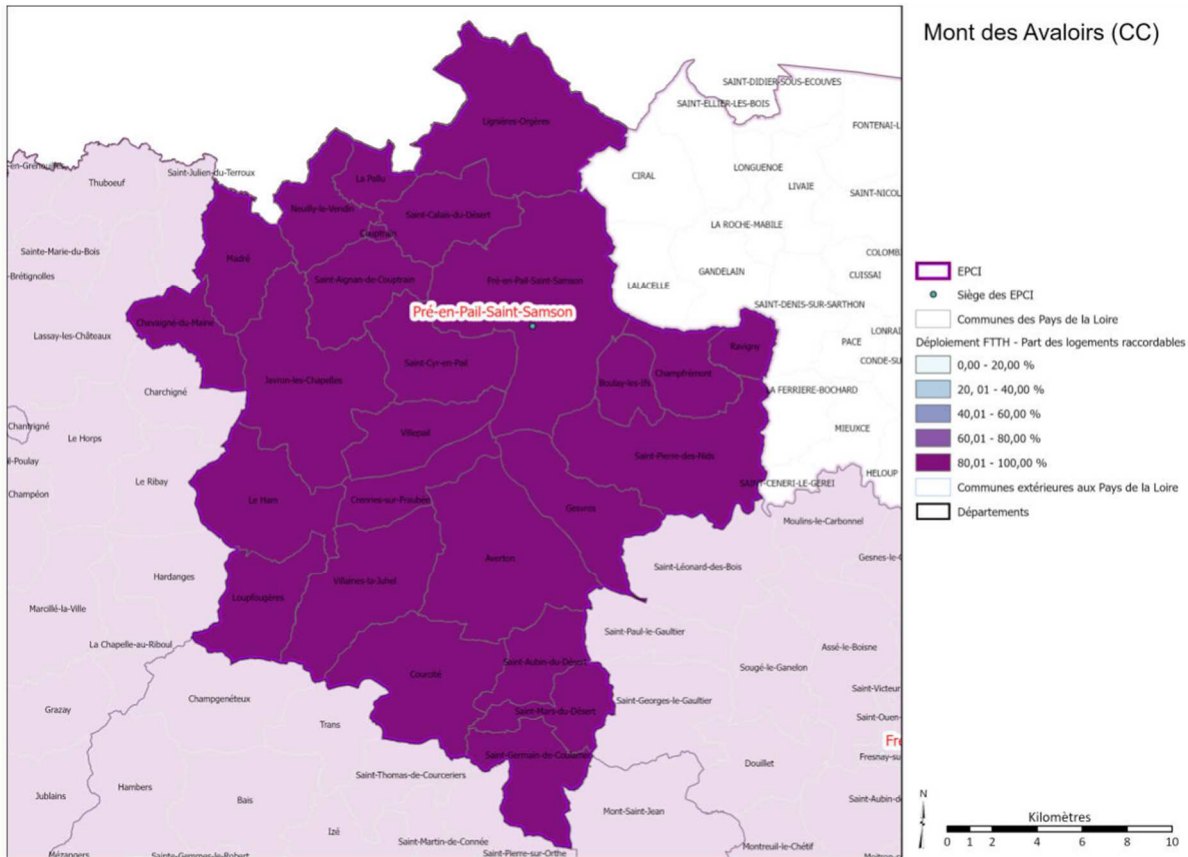 Mont des Avaloirs (CC)
SAINT-DIDIER-SOUS-ECOUVES
SAINT-ELLIER-LES-BOIS
Lignières-Orgères
FONTENAI-L
-en-Grenouilles
Saint-Julien-du-Terroux
LONGUENOE
CIRAL
Thuboeuf
La Pallu
LIVAIE
SAINT-NICOL
Neuilly-le-Vendin
Saint-Calais-du-Désert
LA ROCHE-MABILE
Couptrain
Sainte-Marie-du-Bois
COLOMB
Madré
GANDELAIN
CUISSAI
-Brétignolles
Saint-Aignan-de-Couptrain
Pré-en-Pail-Saint-Samson
LALACELLE
SAINT-DENIS-SUR-SARTHON
Pré-en-Pail-Saint-Samson
Chevaigné-du-Maine
LONRAI
Lassay-les-Châteaux
PACE
Ravigny
CONDE-SU
Saint-Cyr-en-Pail
Champfrémont
Javron-les-Chapelles
Boulay-les-Ifs
Charchigné
LA FERRIERE-BOCHARD
Chantrigné
Villepail
MIEUXCE
Le Horps
Saint-Pierre-des-Nids
il-Poulay
HELOUP
Le Ribay
SAINT-CENERI-LE-GEREI
Champéon
Le Ham
Crennes-sur-Fraubée
Gesvres
Moulins-le-Carbonnel
Averton
Gesnes-le-G
Saint-Léonard-des-Bois
Hardanges
Villaines-la-Juhel
Loupfougères
Marcillé-la-Ville
Saint-Paul-le-Gaultier
La Chapelle-au-Riboul
Assé-le-Boisne
Saint-Aubin-du-Désert
Sougé-le-Ganelon
Courcité
Saint-Victeur
Champgenéteux
Saint-Georges-le-Gaultier
Grazay
Saint-Mars-du-Désert
Saint-Ouen-
Trans
Fre
Saint-Germain-de-Coulamer
Fresnay-su
Douillet
Saint-Thomas-de-Courceriers
Hambers
Jublains
Bais
Saint-Aubin-de
Mont-Saint-Jean
Izé
Saint-Martin-de-Connée
Montreuil-le-Chétif
Mézangers
Sainte-Gemmes-le-Robert
Saint-Pierre-sur-Orthe
EPCI
Siège des EPCI
Communes des Pays de la Loire
Déploiement FTTH - Part des logements raccordables
0,00 - 20,00 %
20, 01 - 40,00 %
40,01 - 60,00 %
60,01 - 80,00 %
80,01 - 100,00 %
Communes extérieures aux Pays de la Loire
Départements
N
Kilomètres
0 1 2 4 6 8 10